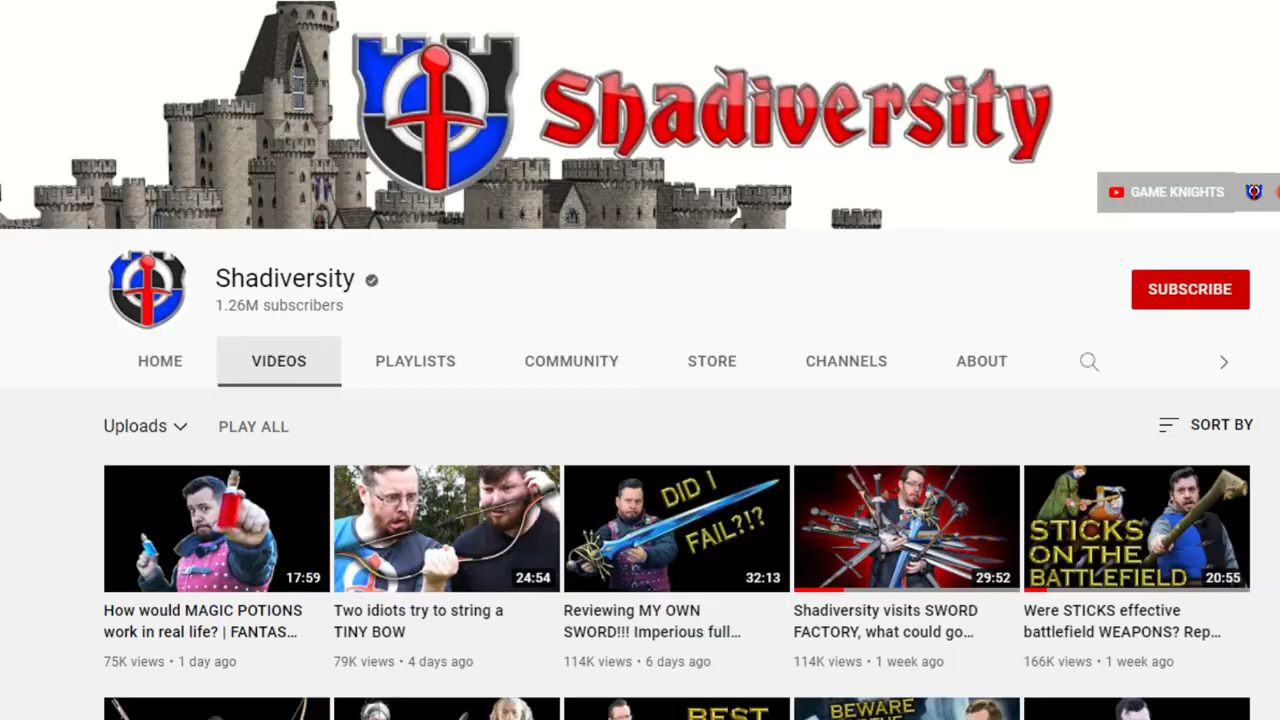 Shadiversity
GAME KNIGHTS
Shadiversity
1.26M subscribers
SUBSCRIBE
HOME
VIDEOS
PLAYLISTS
COMMUNITY
STORE
CHANNELS
ABOUT
Uploads
PLAY ALL
SORT BY
17:59
24:54
DID I
FAIL?!?
32:13
29:52
STICKS
ON THE
BATTLEFIELD
20:55
How would MAGIC POTIONS
work in real life? | FANTAS...
75K views • 1 day ago
Two idiots try to string a
TINY BOW
79K views • 4 days ago
Reviewing MY OWN
SWORD!!! Imperious full...
114K views • 6 days ago
Shadiversity visits SWORD
FACTORY, what could go...
114K views • 1 week ago
Were STICKS effective
battlefield WEAPONS? Rep...
166K views • 1 week ago
BEST
BEWARE